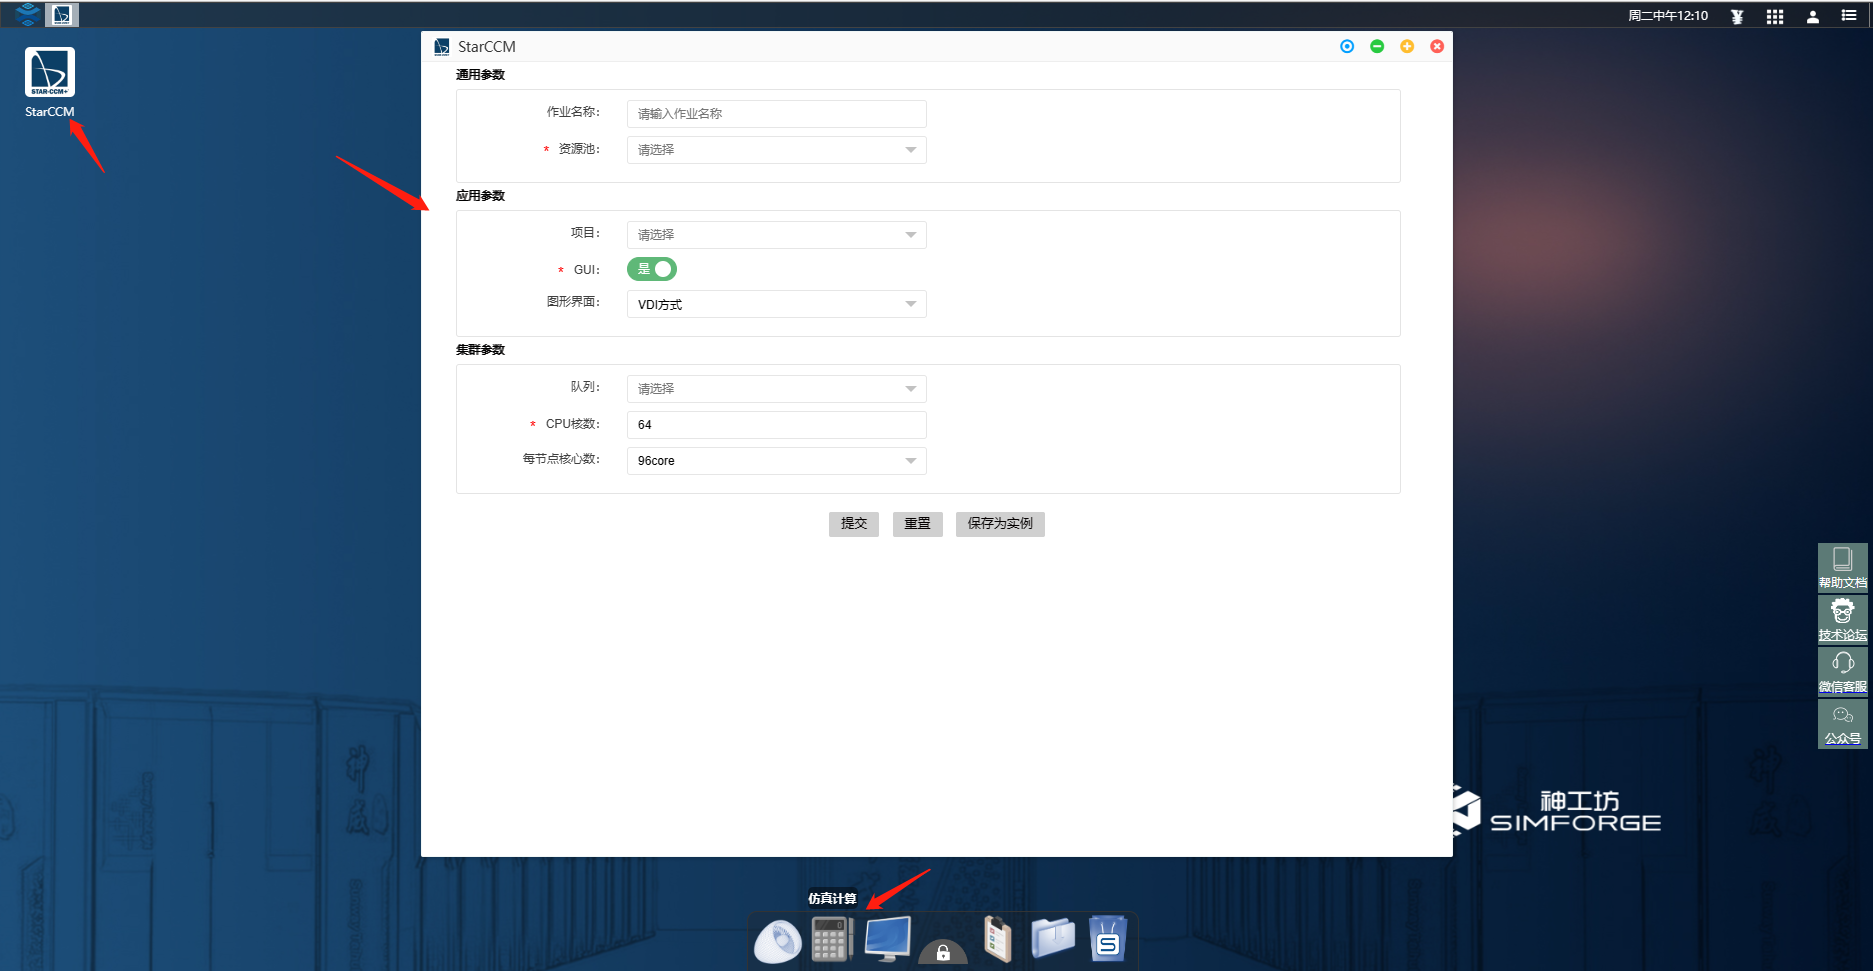 周二中午12:10
STAR-CCM+
StarCCM
StarCCM
通用参数
作业名称:
请输入作业名称
* 资源池:
请选择
应用参数
项目:
请选择
* GUI:
是
图形界面:
VDI方式
集群参数
队列:
请选择
* CPU核数:
64
每节点核心数:
96core
提交
重置
保存为实例
帮助文档
技术论坛
微信客服
公众号
神工坊
SIMFORGE
仿真计算
S